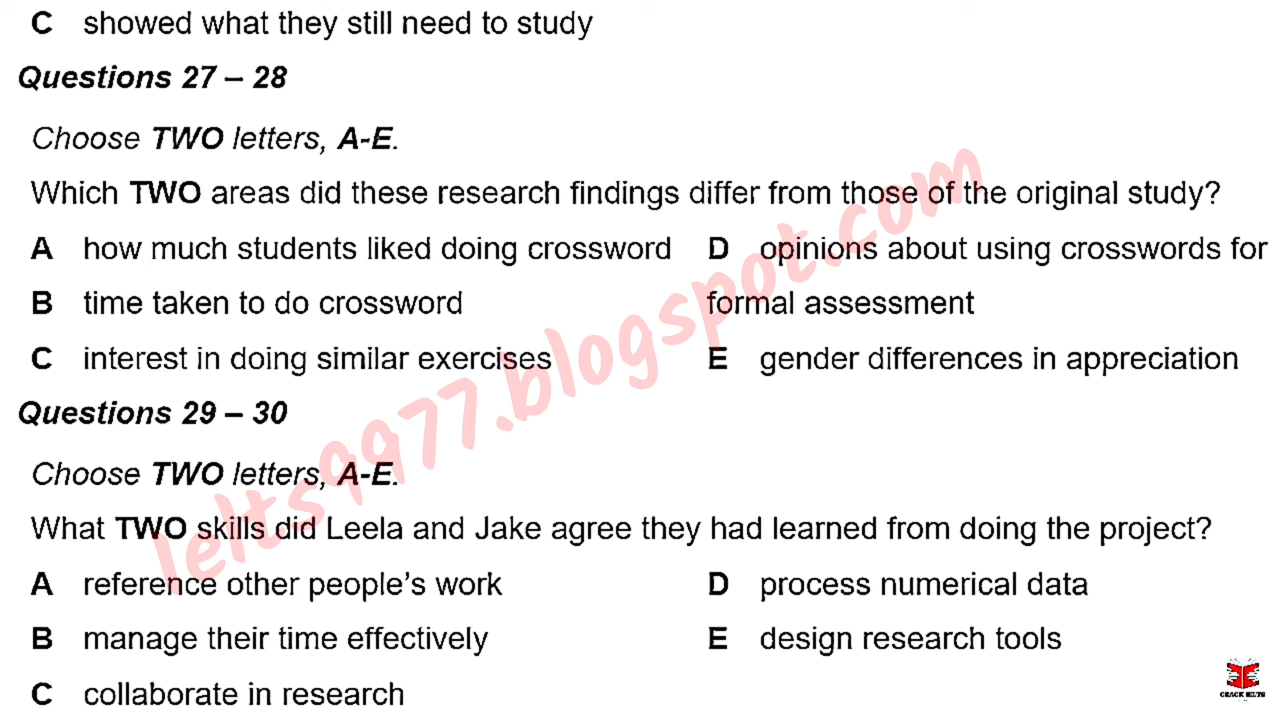 C showed what they still need to study
Questions 27 – 28
Choose TWO letters, A-E.
Which TWO areas did these research findings differ from those of the original study?
A how much students liked doing crossword
B time taken to do crossword
C interest in doing similar exercises
D opinions about using crosswords for
formal assessment
E gender differences in appreciation
Questions 29 – 30
Choose TWO letters, A-E.
What TWO skills did Leela and Jake agree they had learned from doing the project?
A reference other people’s work
B manage their time effectively
C collaborate in research
D process numerical data
E design research tools
Ielts9977.blogspot.com
CRACK IELTS